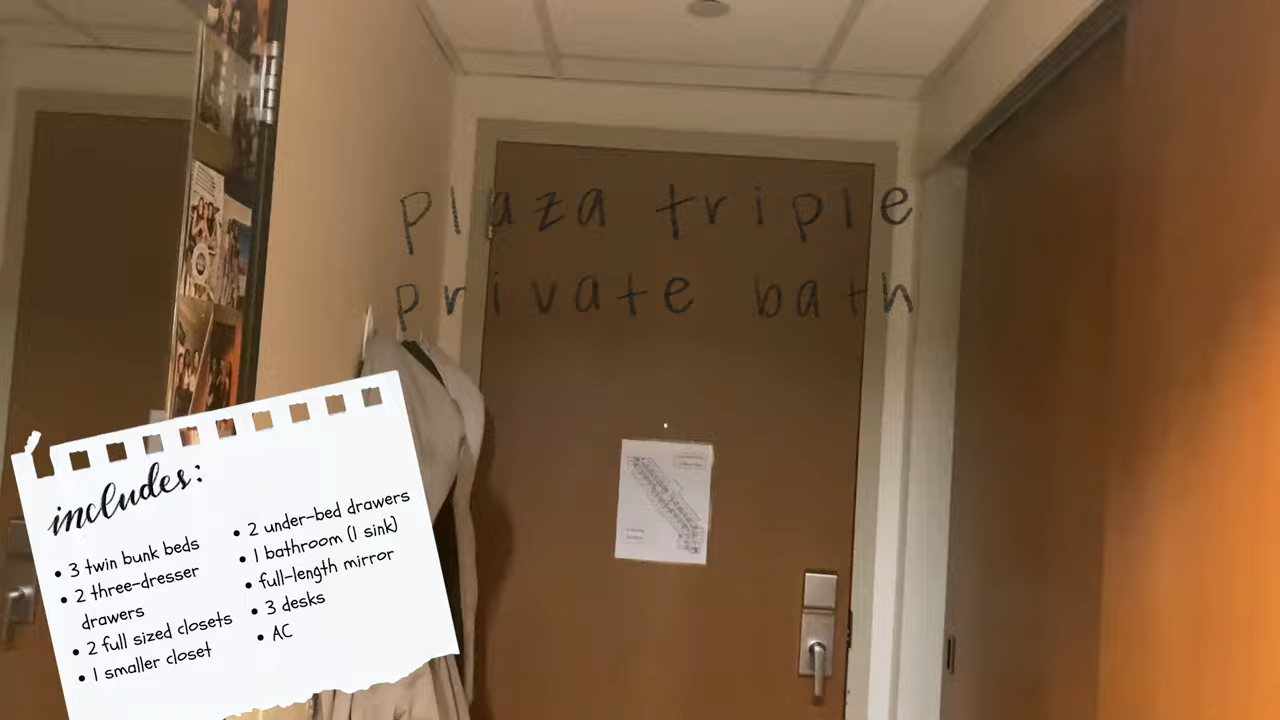 plaza triple
private bath
includes:
• 3 twin bunk beds
• 2 three-dresser
drawers
• 2 full sized closets
• 1 smaller closet
• 2 under-bed drawers
• 1 bathroom (1 sink)
• full-length mirror
• 3 desks
• AC